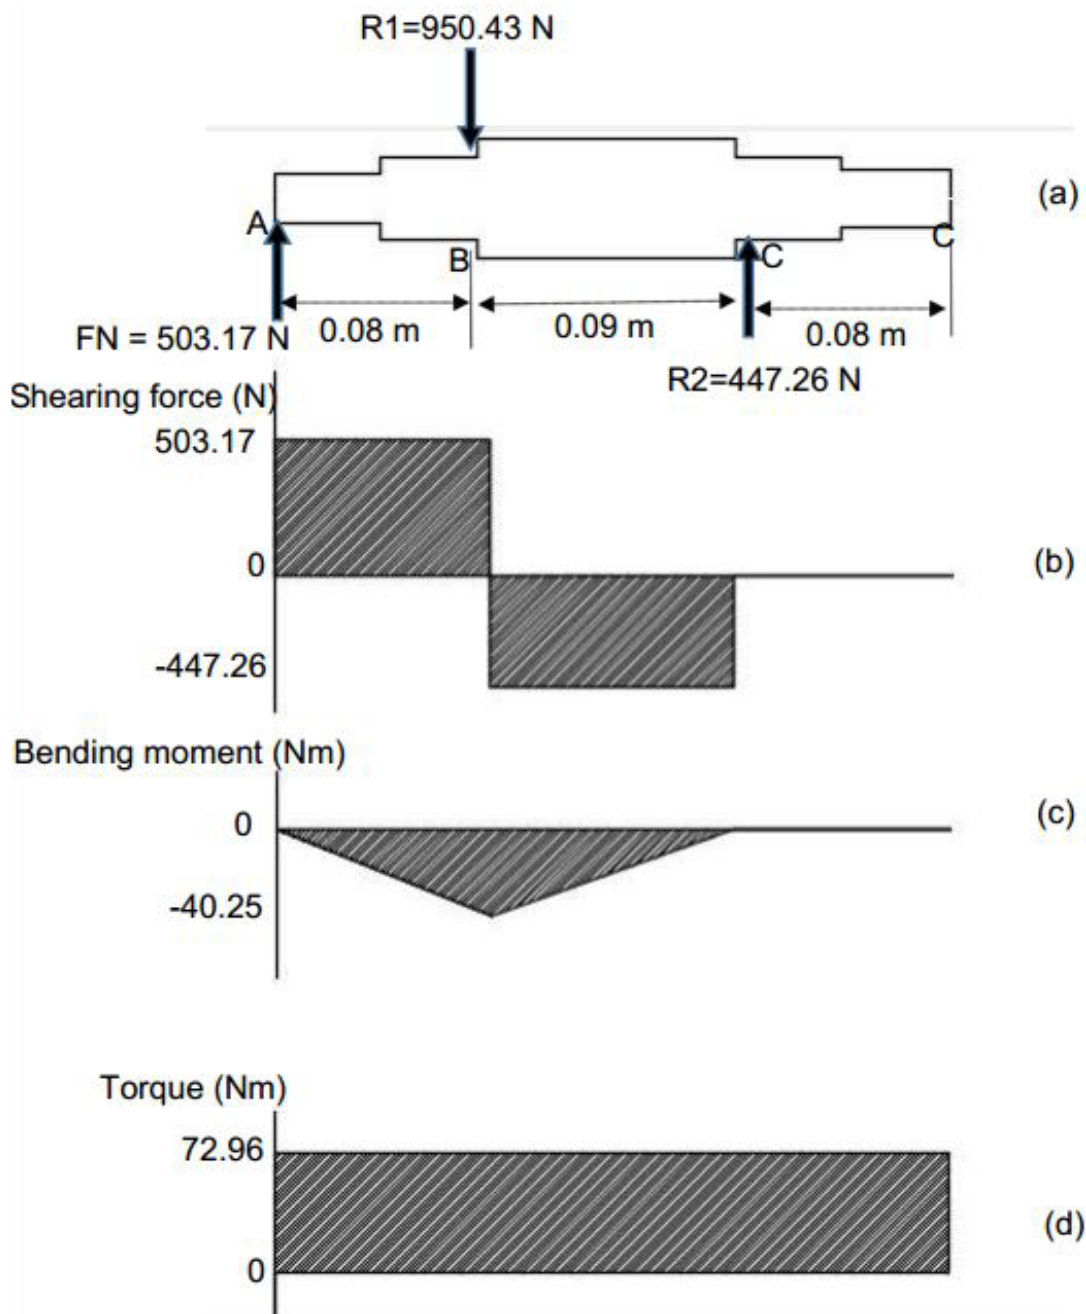 R1=950.43 N
(a)
A
C
B
C
0.08 m
0.09 m
0.08 m
FN = 503.17 N
R2=447.26 N
Shearing force (N)
503.17
0
(b)
-447.26
Bending moment (Nm)
0
(c)
-40.25
Torque (Nm)
72.96
(d)
0